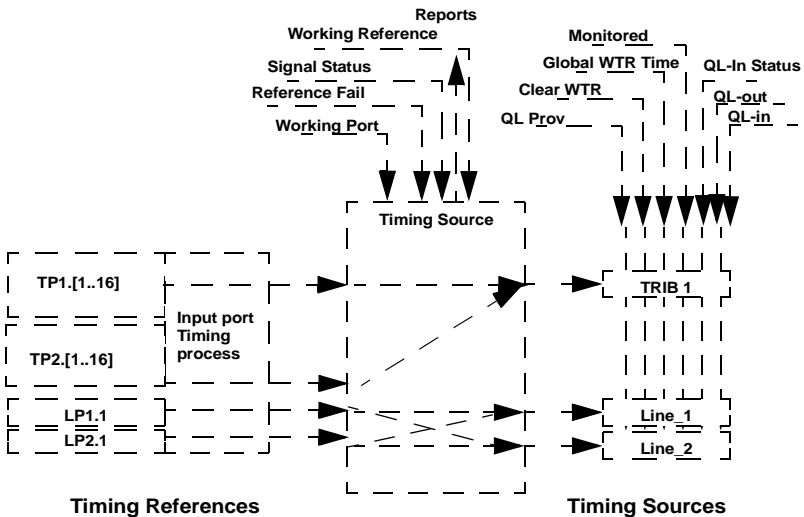 Reports
Working Reference
Signal Status
Reference Fail
Working Port
Monitored
Global WTR Time
Clear WTR
QL Prov
QL-In Status
QL-out
QL-in
Timing Source
TP1.[1..16]
TP2.[1..16]
LP1.1
LP2.1
Input port
Timing
process
TRIB 1
Line_1
Line_2
Timing References
Timing Sources